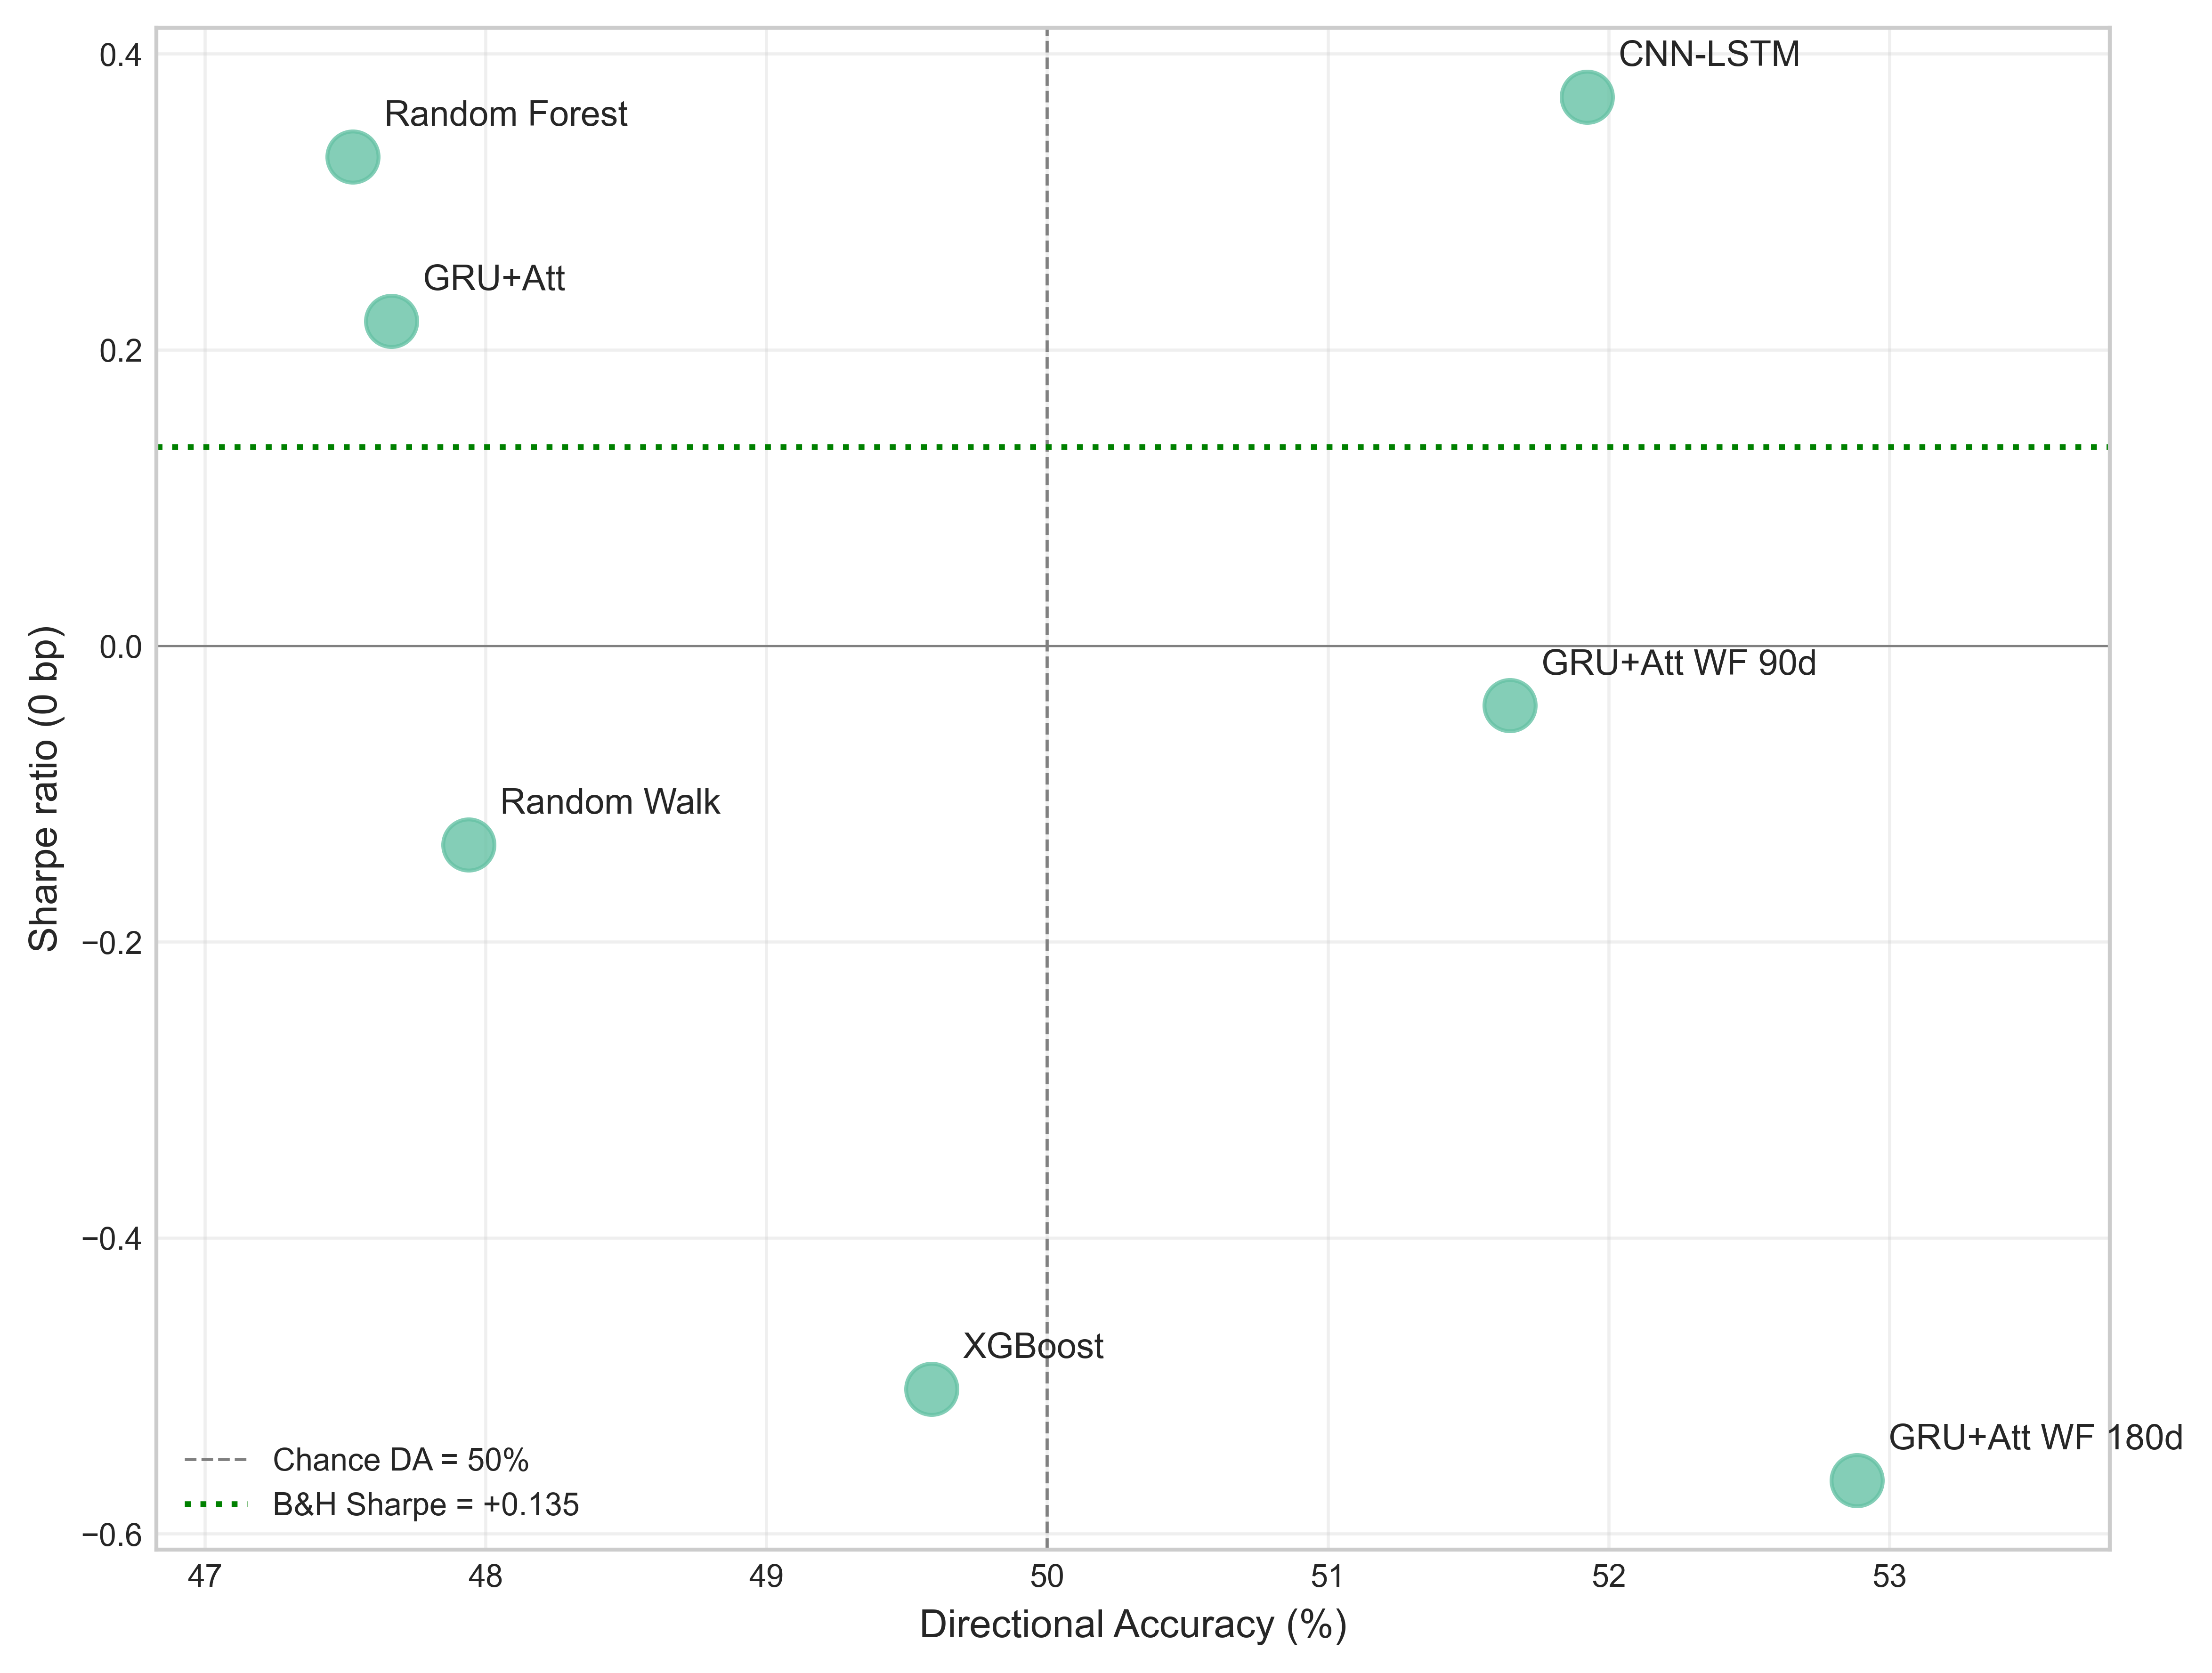 0.4
0.2
0.0
−0.2
−0.4
−0.6
Sharpe ratio (0 bp)
CNN-LSTM
Random Forest
GRU+Att
GRU+Att WF 90d
Random Walk
XGBoost
GRU+Att WF 180d
Chance DA = 50%
B&H Sharpe = +0.135
47 48 49 50 51 52 53
Directional Accuracy (%)